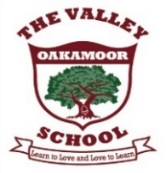 THE VALLEY
OAKAMOOR
SCHOOL
Learn to Love and Love to Learn